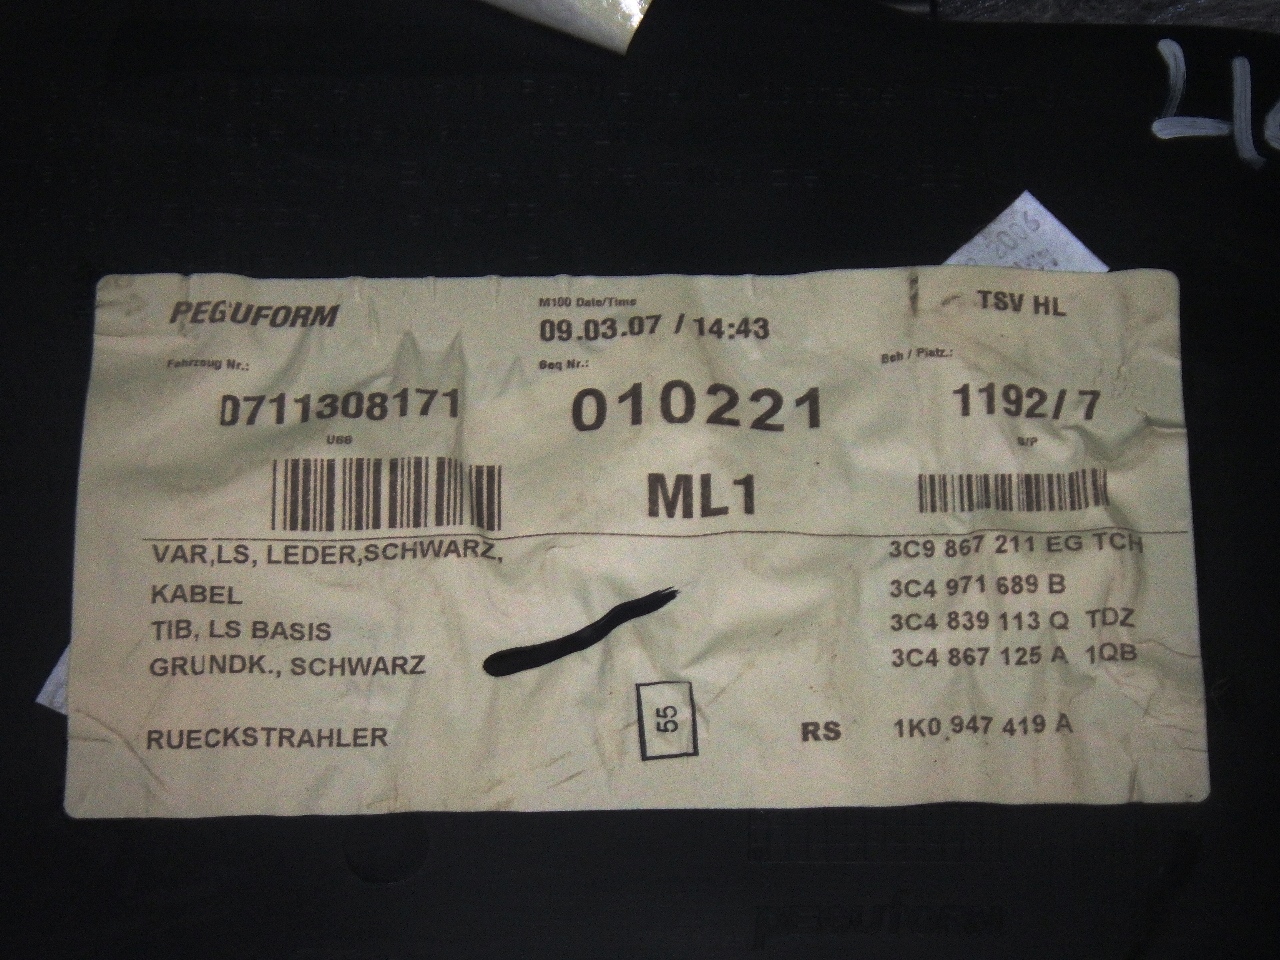 2006
PEGUFORM
M100 Date/Time
09.03.07 / 14:43
TSV HL
Fahrzeug Nr.:
0711308171
Seq Nr.:
010221
Beh / Platz.:
1192/ 7
ML1
VAR,LS, LEDER,SCHWARZ, 3C9 867 211 EG TCH
KABEL 3C4 971 689 B
TIB, LS BASIS 3C4 839 113 Q TDZ
GRUNDK., SCHWARZ 3C4 867 125 A 1QB
55
RUECKSTRAHLER RS 1K0 947 419 A